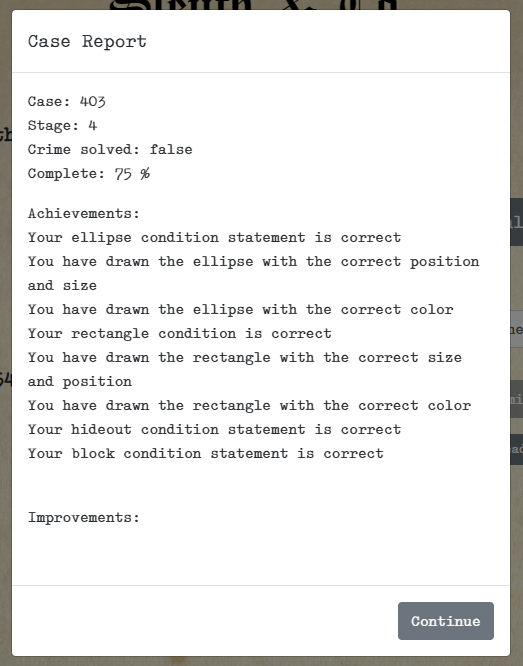 Case Report
Case: 403
Stage: 4
Crime solved: false
Complete: 75 %
Achievements:
Your ellipse condition statement is correct
You have drawn the ellipse with the correct position
and size
You have drawn the ellipse with the correct color
Your rectangle condition is correct
You have drawn the rectangle with the correct size
and position
You have drawn the rectangle with the correct color
Your hideout condition statement is correct
Your block condition statement is correct
Improvements:
Continue